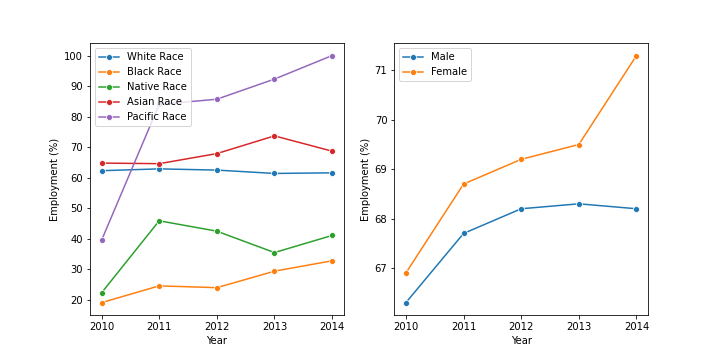 White Race
Black Race
Native Race
Asian Race
Pacific Race
100
90
80
70
60
50
40
30
20
Employment (%)
2010 2011 2012 2013 2014
Year
Male
Female
71
70
69
68
67
Employment (%)
2010 2011 2012 2013 2014
Year